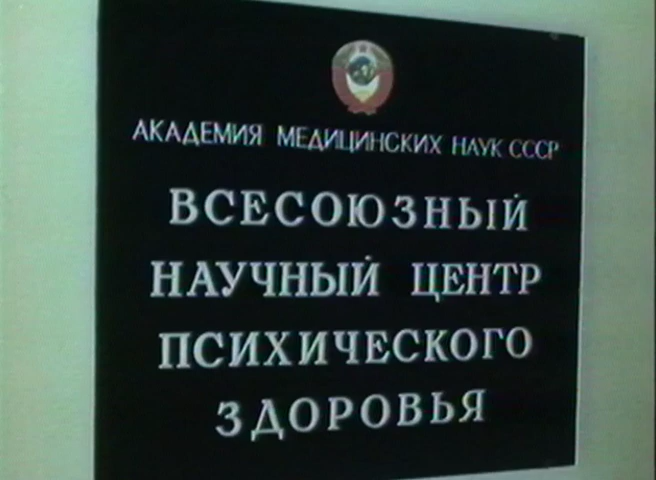 АКАДЕМИЯ МЕДИЦИНСКИХ НАУК СССР
ВСЕСОЮЗНЫЙ
НАУЧНЫЙ ЦЕНТР
ПСИХИЧЕСКОГО
ЗДОРОВЬЯ